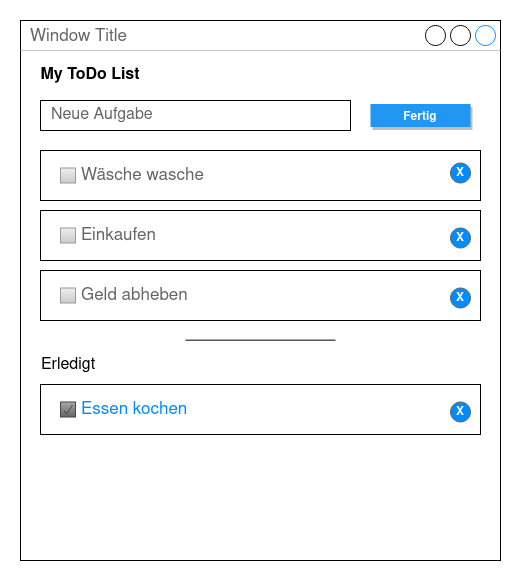 Window Title
My ToDo List
Neue Aufgabe
Fertig
Wäsche wasche
X
Einkaufen
X
Geld abheben
X
Erledigt
Essen kochen
X